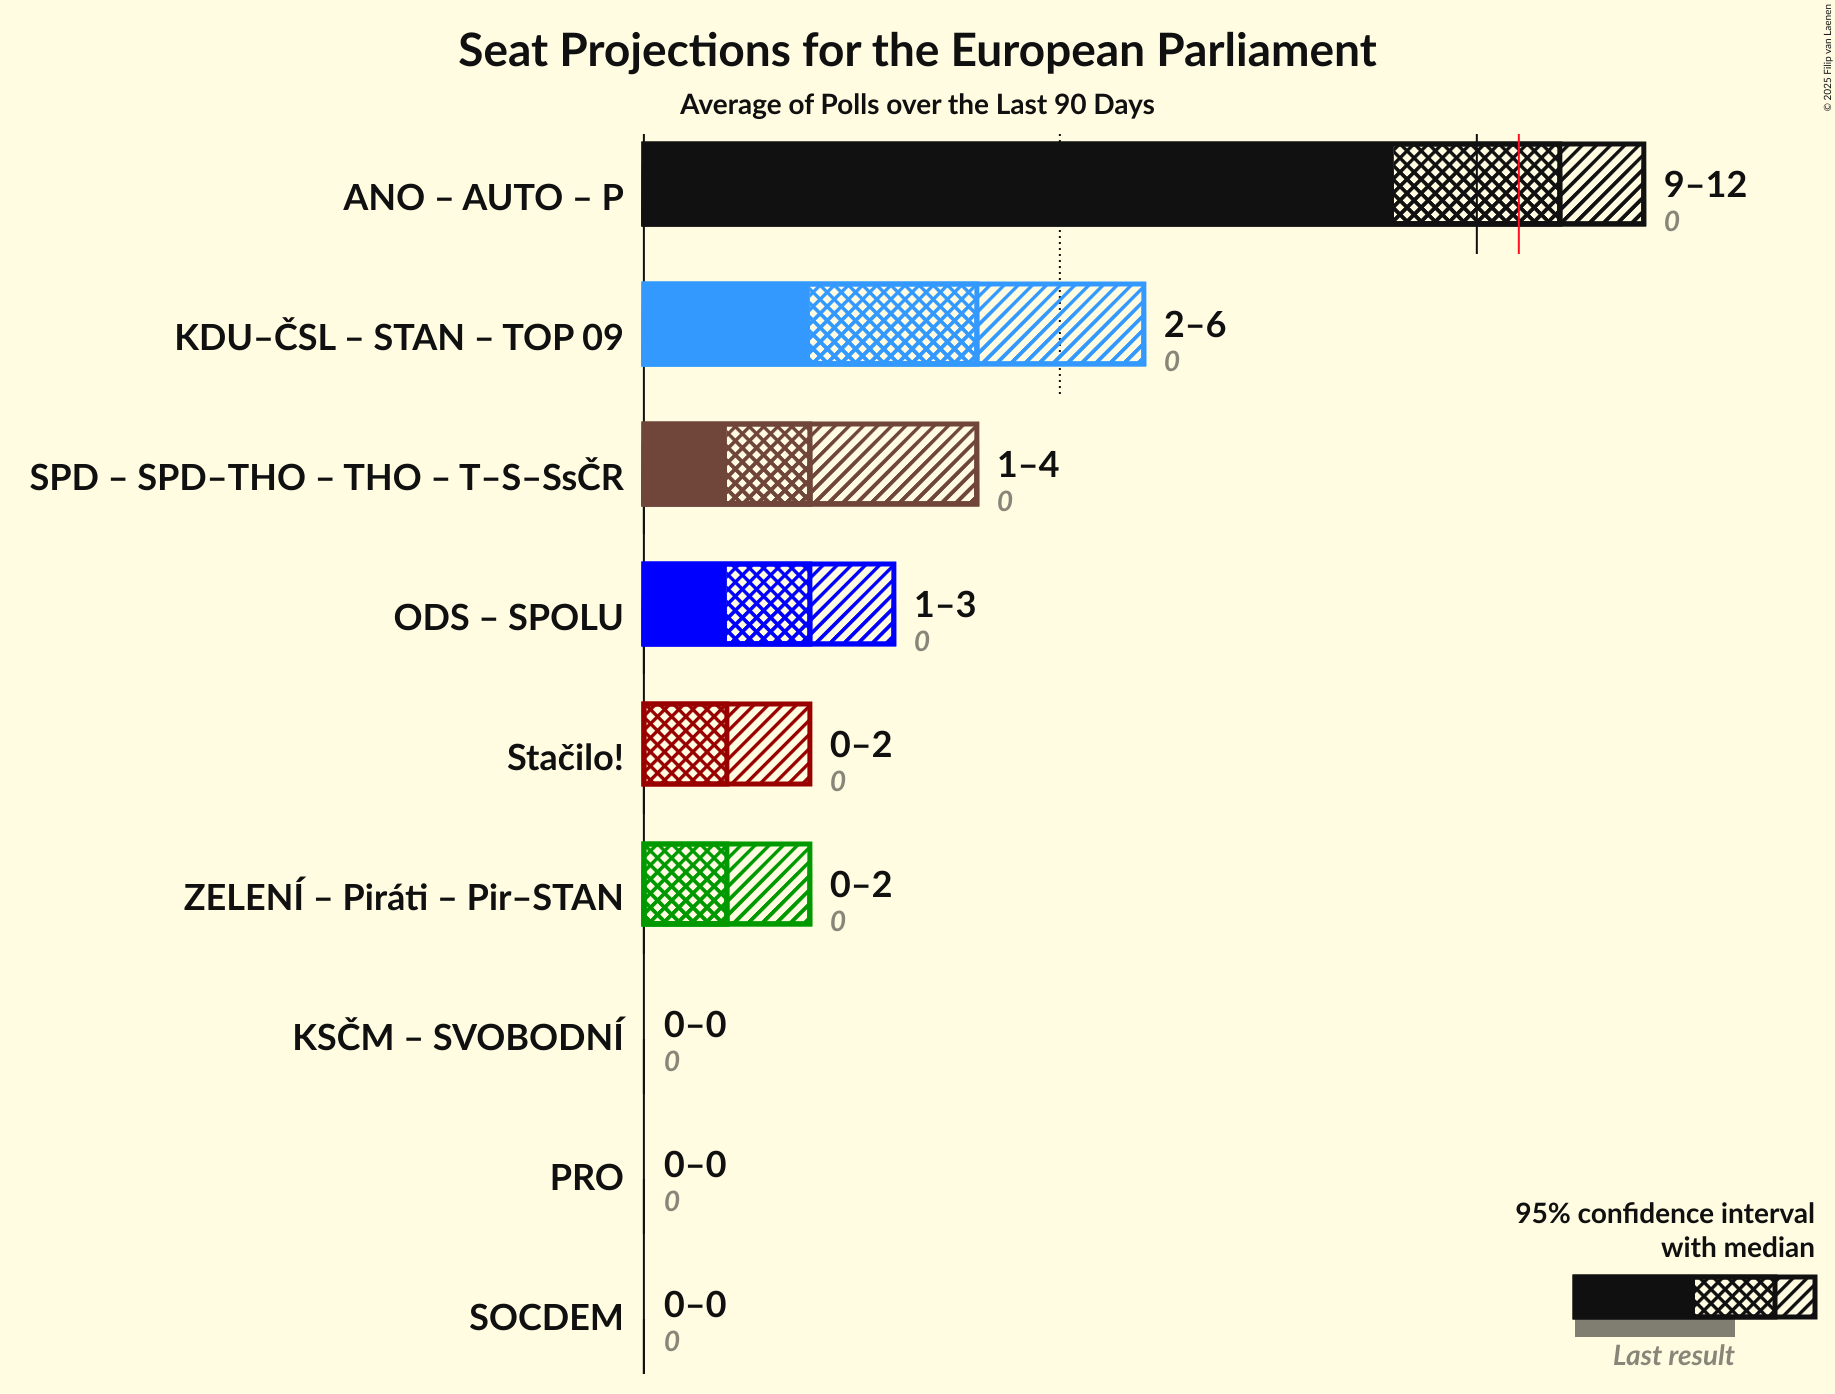 Seat Projections for the European Parliament
Average of Polls over the Last 90 Days
© 2025 Filip van Laenen
ANO – AUTO – P
9–12
0
KDU–ČSL – STAN – TOP 09
2–6
0
SPD – SPD–THO – THO – T–S–SsČR
1–4
0
ODS – SPOLU
1–3
0
Stačilo!
0–2
0
ZELENÍ – Piráti – Pir–STAN
0–2
0
KSČM – SVOBODNÍ
0–0
0
PRO
0–0
0
SOCDEM
0–0
0
95% confidence interval
with median
Last result